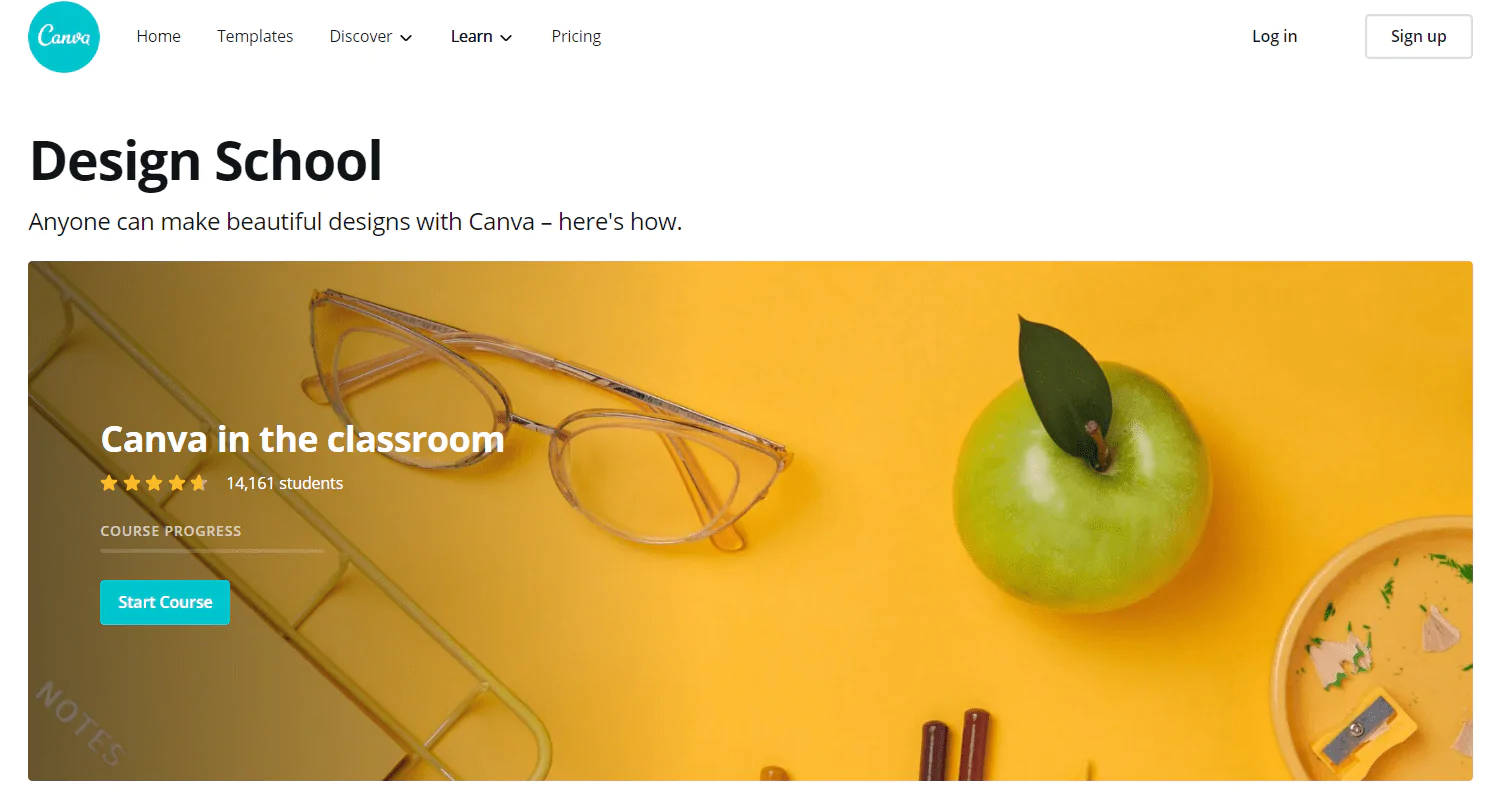 Canva
Home Templates Discover Learn Pricing Log in Sign up
Design School
Anyone can make beautiful designs with Canva – here's how.
Canva in the classroom
14,161 students
COURSE PROGRESS
Start Course
NOTES